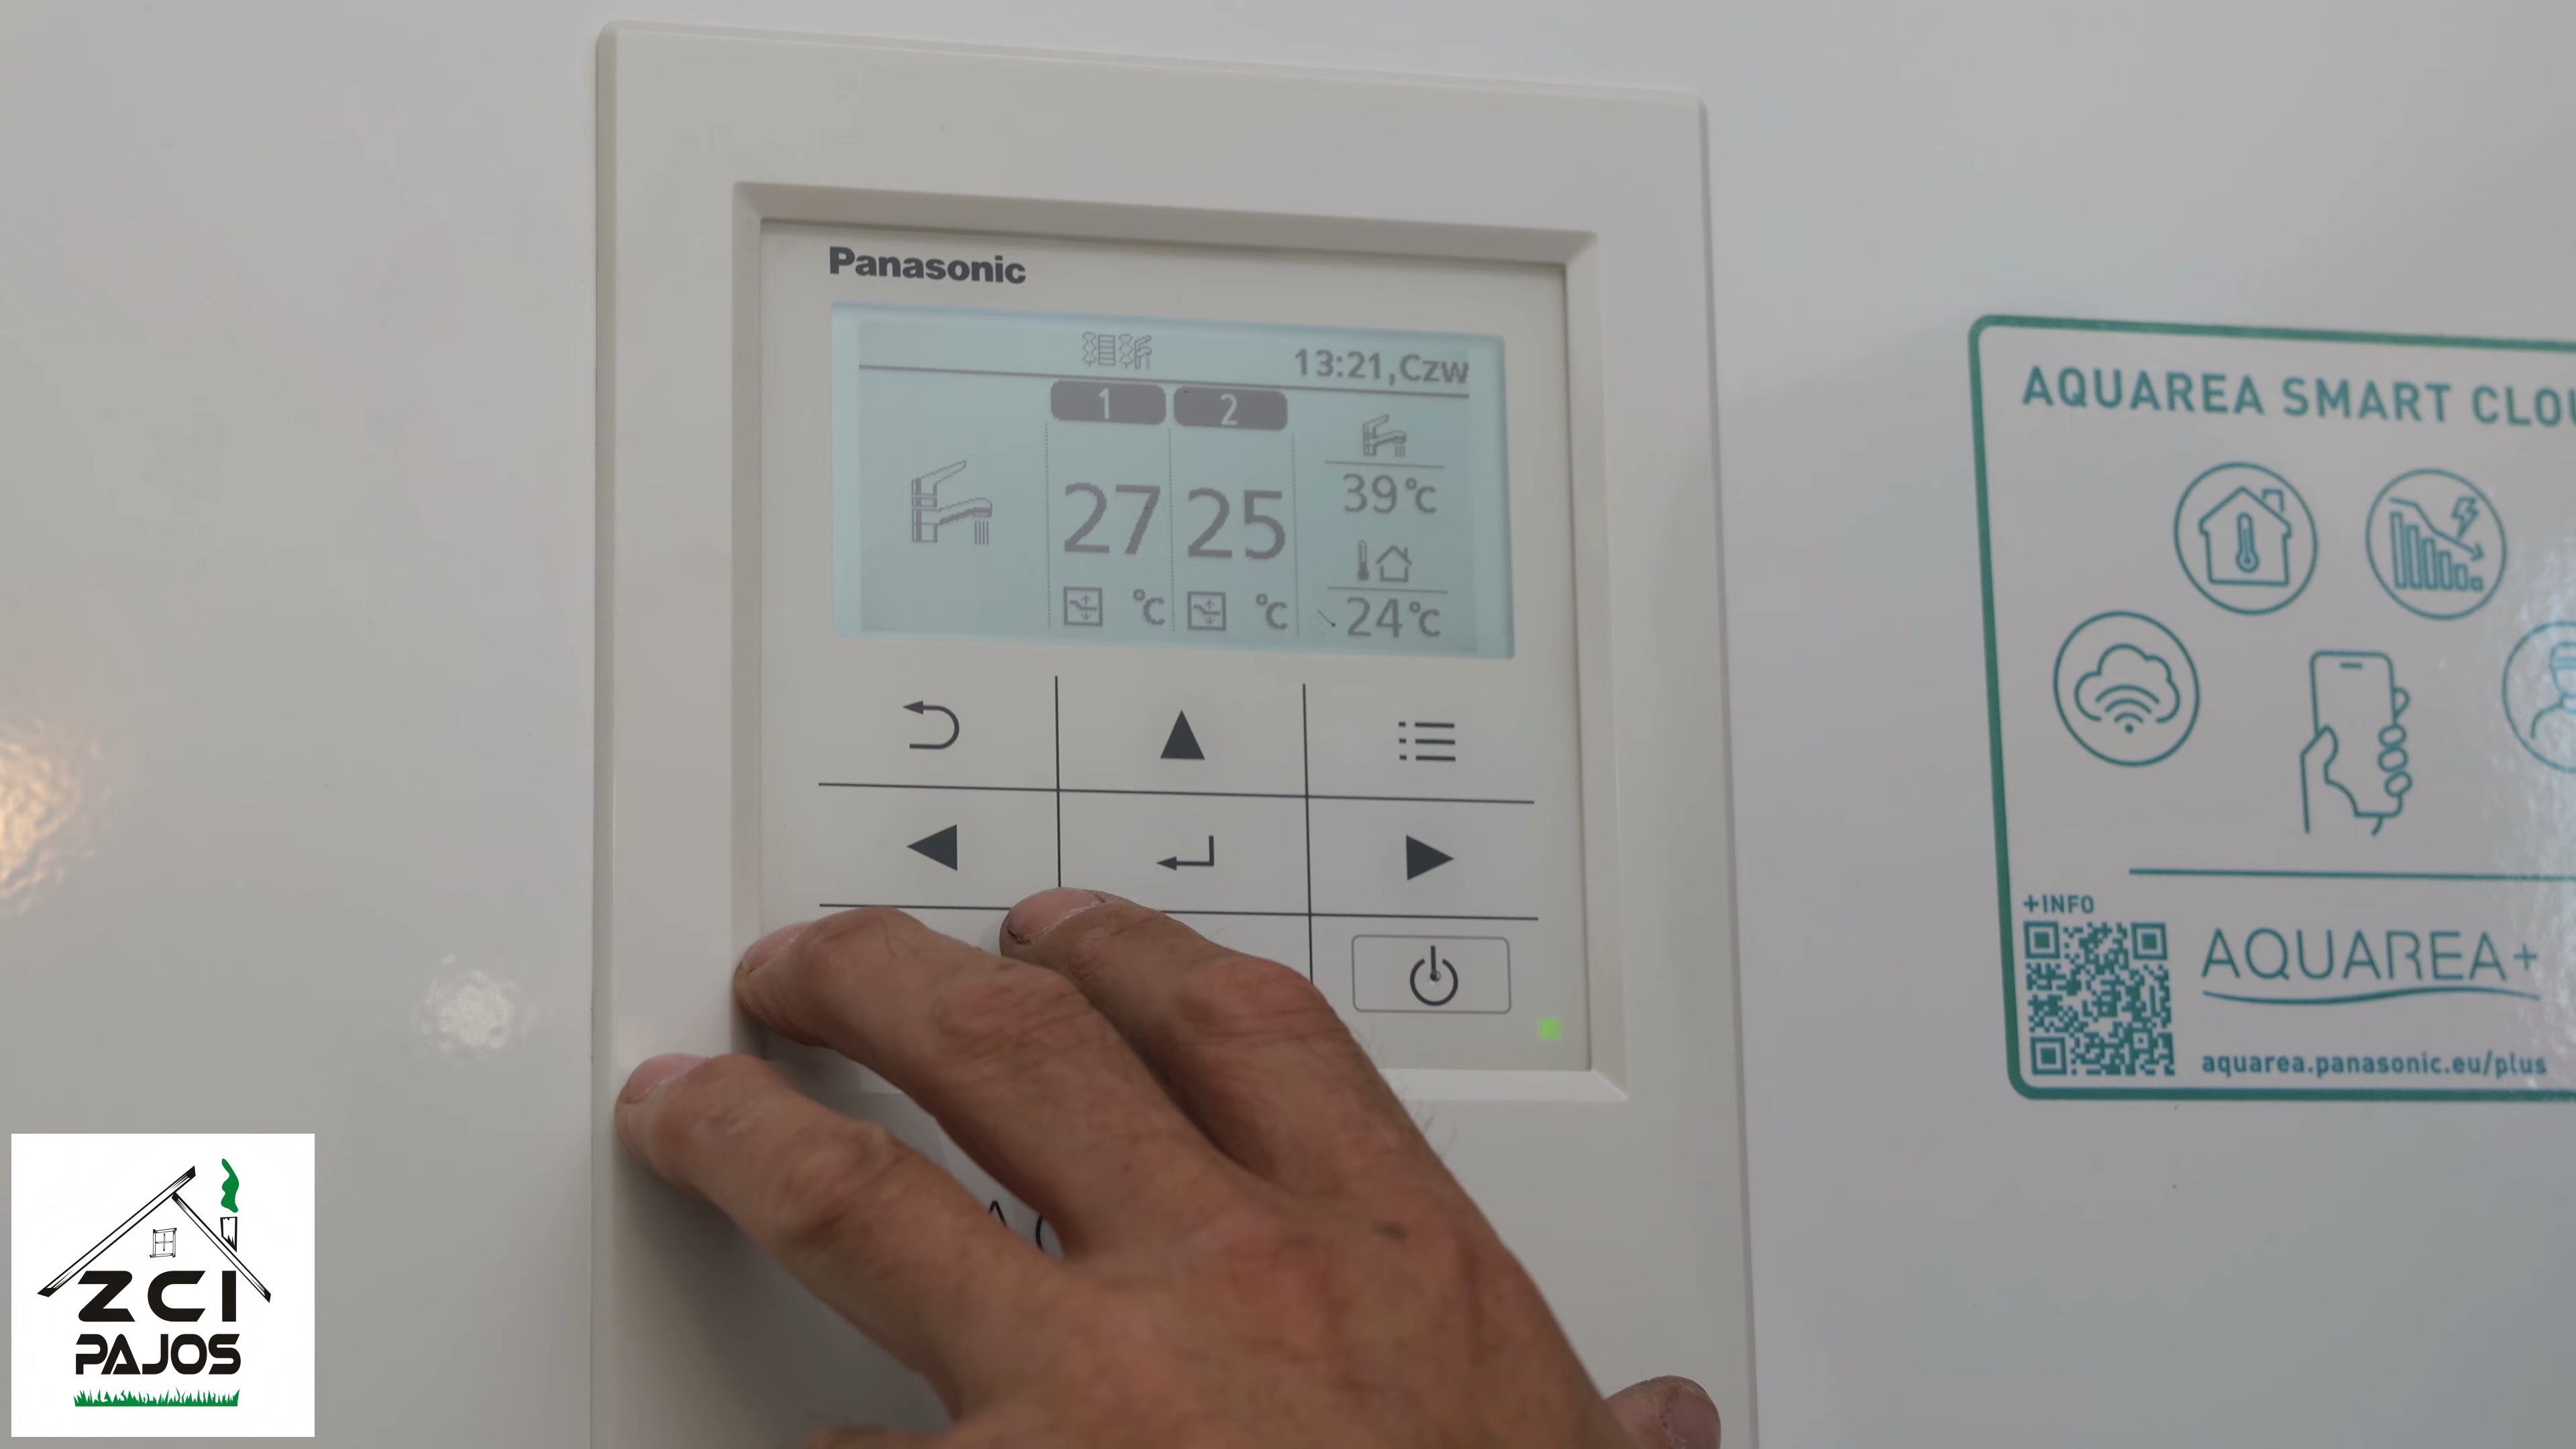 Panasonic
13:21,Czw
1 2
39°C
27 25
°C °C
24°C
AQUAREA SMART
+INFO
AQUAREA+
aquarea.panasonic.eu/plus
ZCI
PAJOS